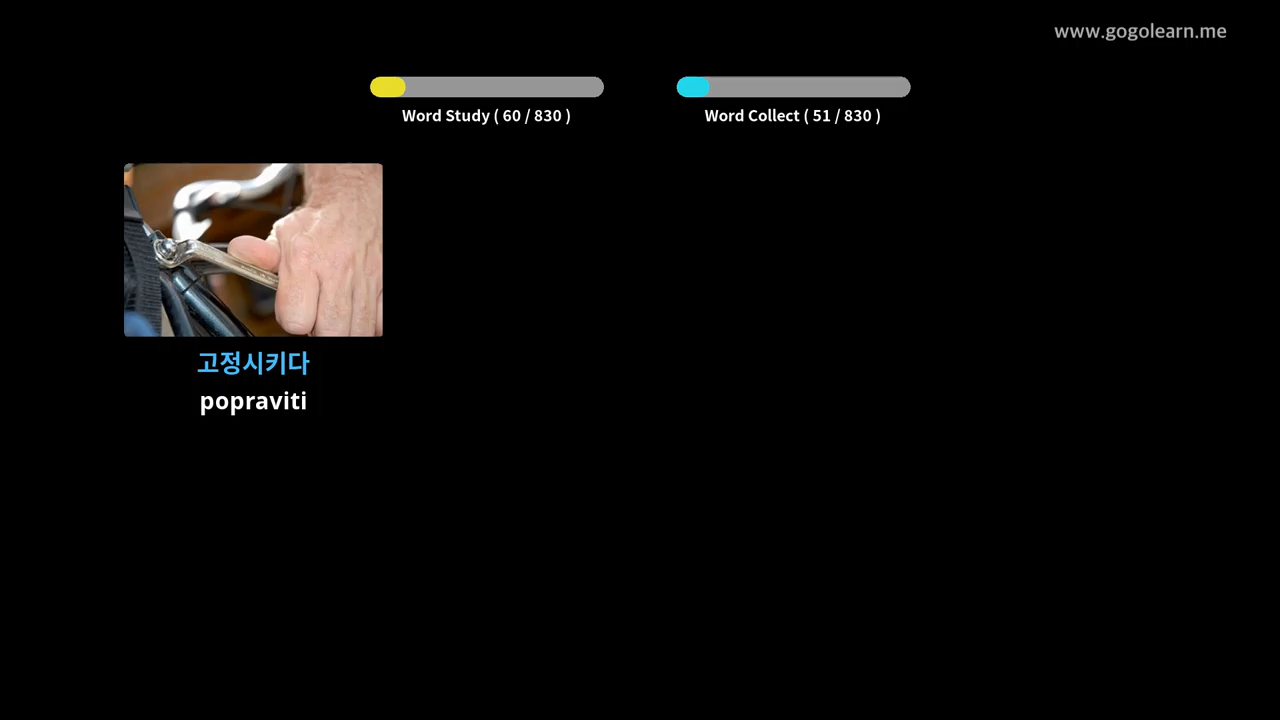 www.gogolearn.me
Word Study ( 60 / 830 )
Word Collect ( 51 / 830 )
고정시키다
popraviti